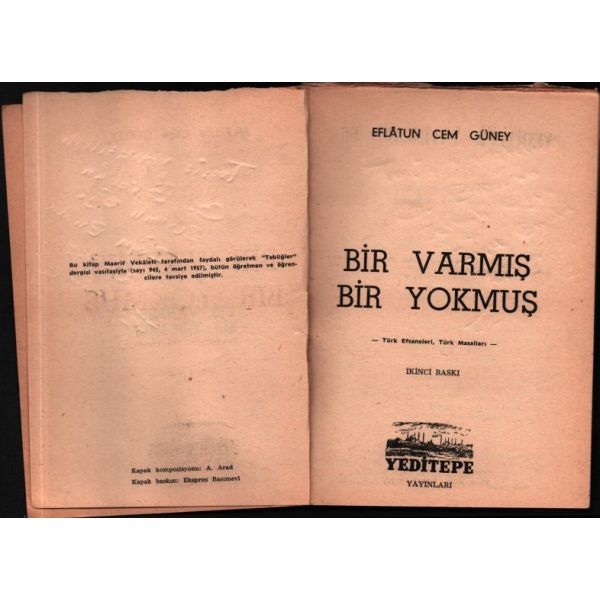 Bu kitap Maarif Vekâleti tarafından faydalı görülerek "Tebliğler"
dergisi vasıtasiyle (sayı 945, 4 mart 1957), bütün öğretmen ve öğren-
cilere tavsiye edilmiştir.
Kapak kompozisyonu: A. Arad
Kapak baskısı: Ekspres Basımevi
EFLÂTUN CEM GÜNEY
BİR VARMIŞ
BİR YOKMUŞ
— Türk Efsaneleri, Türk Masalları —
İKİNCİ BASKI
YEDİTEPE
YAYINLARI